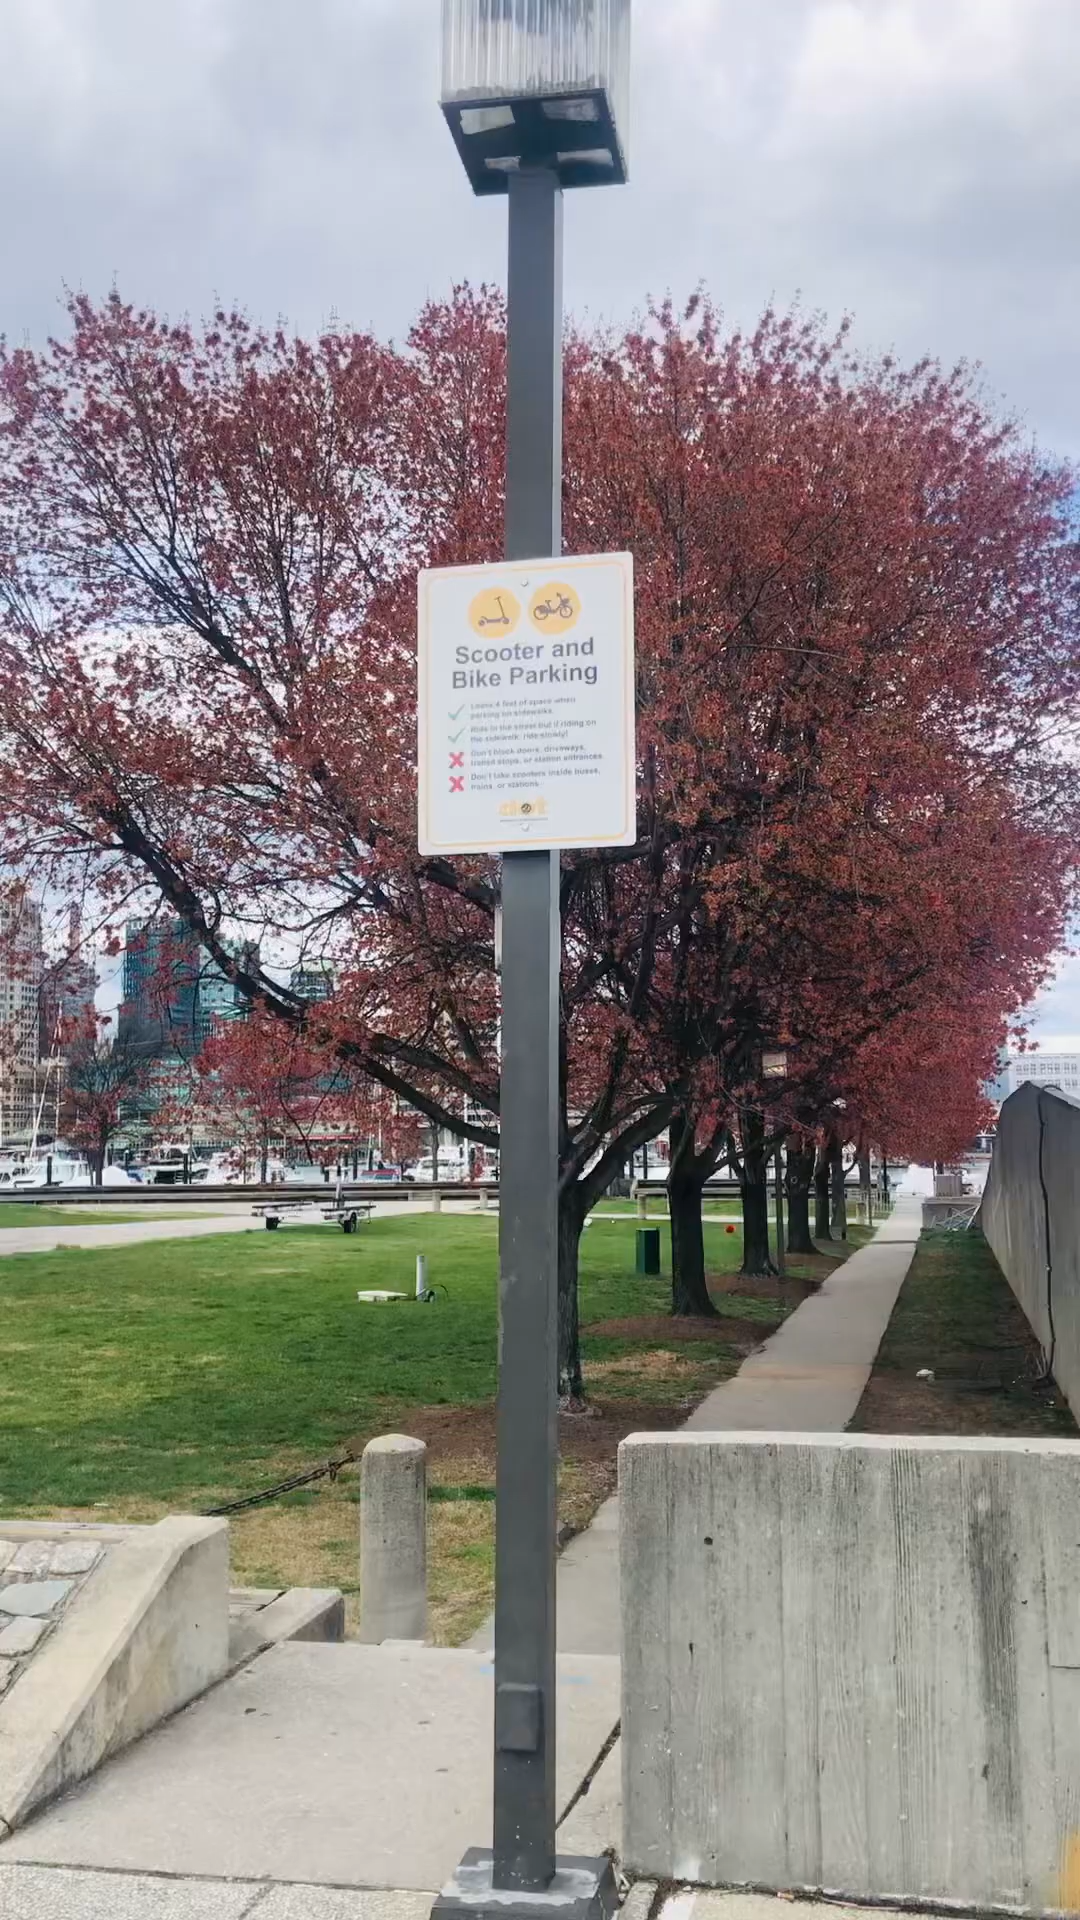 Scooter and
Bike Parking
Leave 4 feet of space when
parking on sidewalks.
Ride in the street but if riding on
the sidewalk, ride slowly!
Don't block doors, driveways,
transit stops, or station entrances.
Don't take scooters inside buses,
trains, or stations.